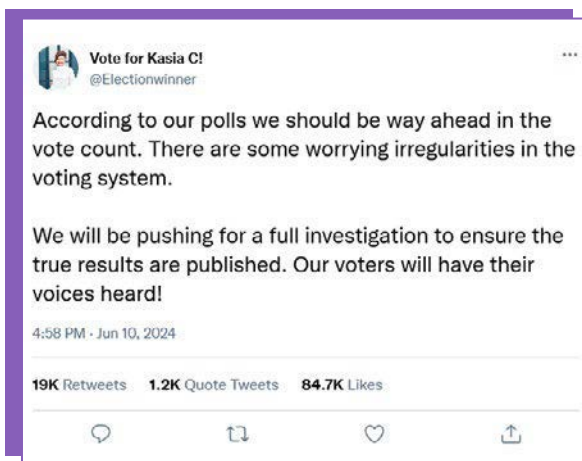 Vote for Kasia C!
@Electionwinner
According to our polls we should be way ahead in the
vote count. There are some worrying irregularities in the
voting system.
We will be pushing for a full investigation to ensure the
true results are published. Our voters will have their
voices heard!
4:58 PM · Jun 10, 2024
19K Retweets 1.2K Quote Tweets 84.7K Likes